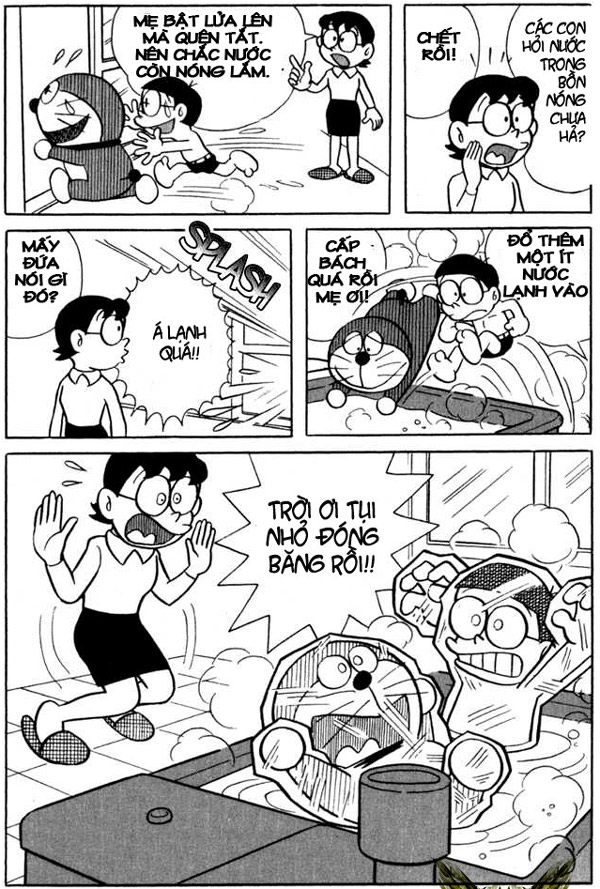 CÁC CON
HỎI NƯỚC
TRONG
BỒN
NÓNG
CHƯA
HẢ?
CHẾT
RỒI!
MẸ BẬT LỬA LÊN
MÀ QUÊN TẮT.
NÊN CHẮC NƯỚC
CÒN NÓNG LẮM.
ĐỔ THÊM
MỘT ÍT
NƯỚC
LẠNH VÀO
CẤP
BÁCH
QUÁ RỒI
MẸ ƠI!
SPLASH
Á LẠNH
QUÁ!!
MẤY
ĐỨA
NÓI GÌ
ĐÓ?
TRỜI ƠI TỤI
NHỎ ĐÓNG
BĂNG RỒI!!